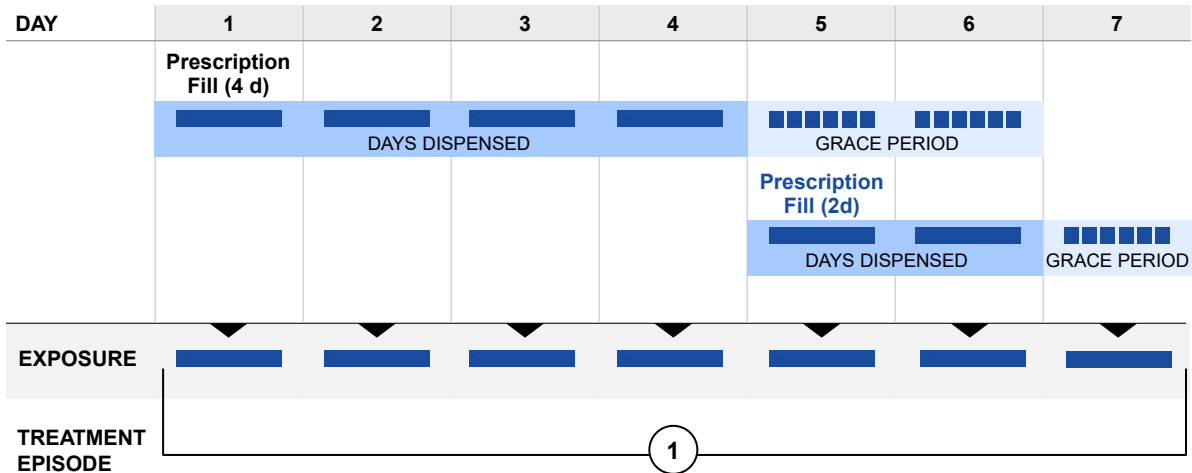 DAY 1 2 3 4 5 6 7
Prescription
Fill (4 d)
DAYS DISPENSED GRACE PERIOD
Prescription
Fill (2d)
DAYS DISPENSED GRACE PERIOD
EXPOSURE
TREATMENT
EPISODE
1